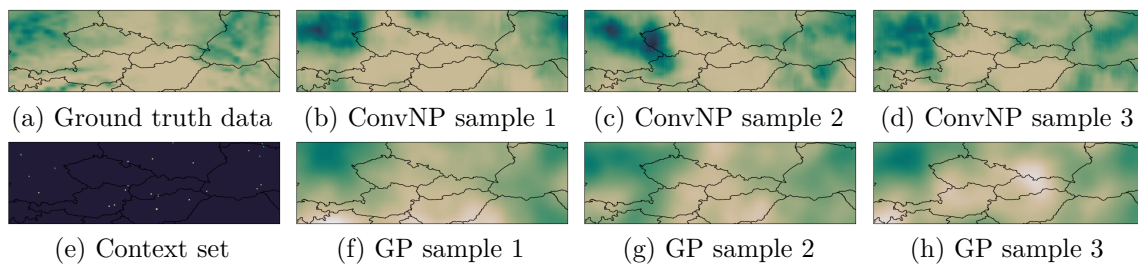 (a) Ground truth data
(b) ConvNP sample 1
(c) ConvNP sample 2
(d) ConvNP sample 3
(e) Context set
(f) GP sample 1
(g) GP sample 2
(h) GP sample 3